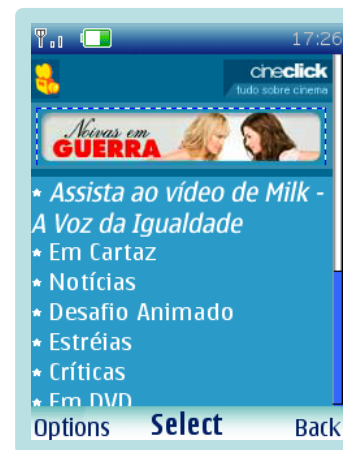 17:26
cineclick
tudo sobre cinema
Noivas em
GUERRA
Assista ao vídeo de Milk -
A Voz da Igualdade
Em Cartaz
Notícias
Desafio Animado
Estréias
Críticas
Em DVD
Options Select Back